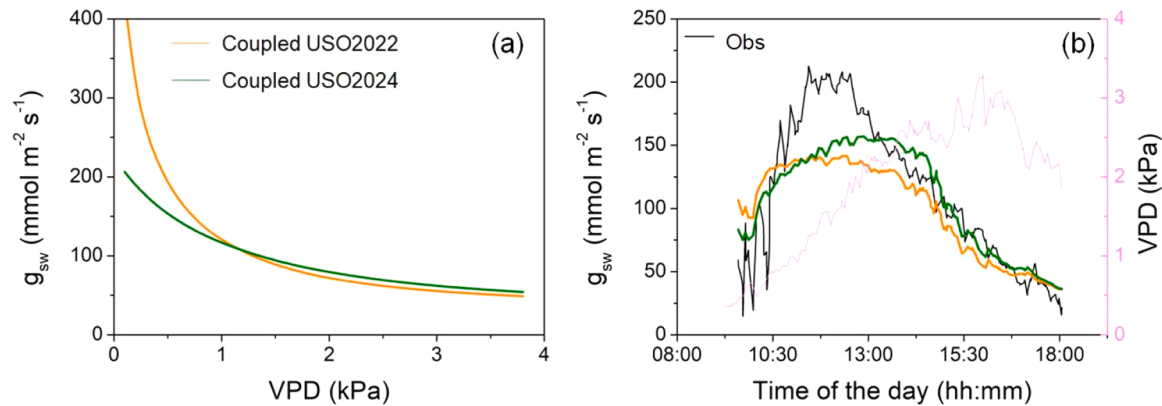 400
300
200
100
0
g_sw (mmol m⁻² s⁻¹)
Coupled USO2022
Coupled USO2024
(a)
0 1 2 3 4
VPD (kPa)
250
200
150
100
50
0
g_sw (mmol m⁻² s⁻¹)
Obs
(b)
4
3
2
1
0
VPD (kPa)
08:00 10:30 13:00 15:30 18:00
Time of the day (hh:mm)